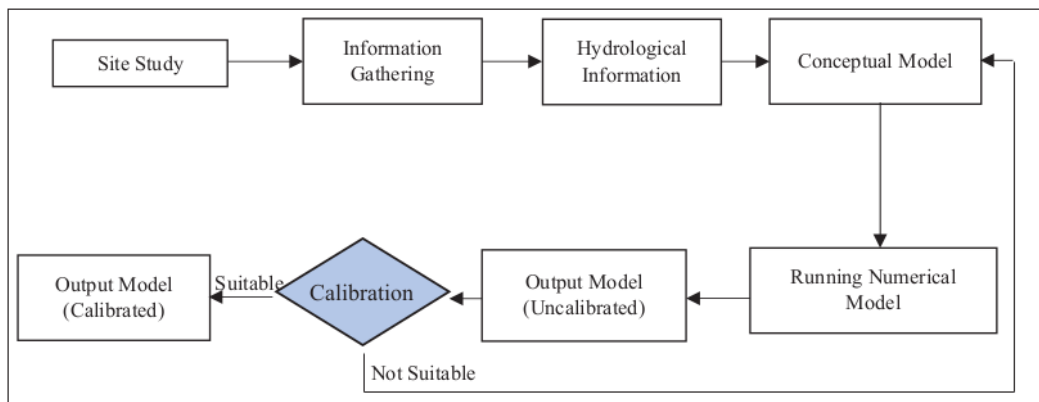 Site Study
Information
Gathering
Hydrological
Information
Conceptual Model
Running Numerical
Model
Output Model
(Uncalibrated)
Calibration
Suitable
Output Model
(Calibrated)
Not Suitable